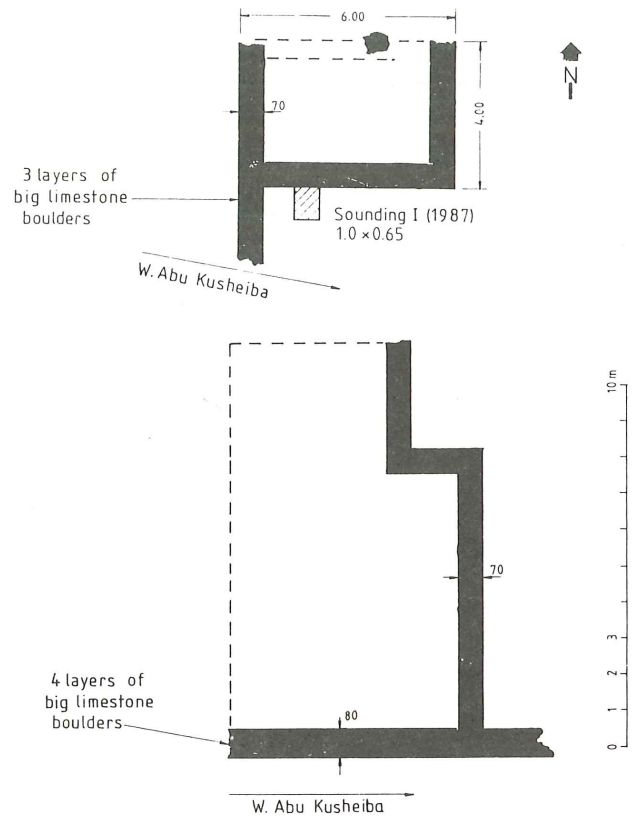 6.00
N
70
4.00
3 layers of
big limestone
boulders
Sounding I (1987)
1.0 × 0.65
W. Abu Kusheiba
10 m
70
3
2
1
0
4 layers of
big limestone
boulders
80
W. Abu Kusheiba